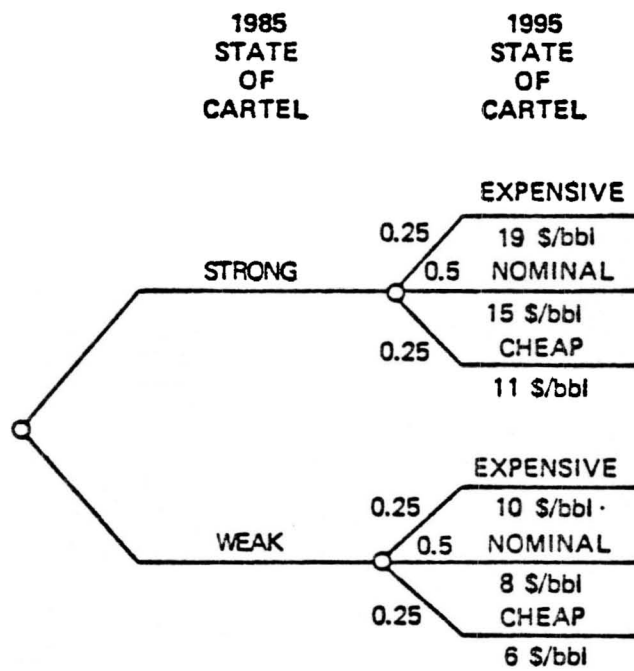 1985
STATE
OF
CARTEL
1995
STATE
OF
CARTEL
EXPENSIVE
0.25
19 $/bbl
STRONG
0.5
NOMINAL
15 $/bbl
0.25
CHEAP
11 $/bbl
EXPENSIVE
0.25
10 $/bbl
WEAK
0.5
NOMINAL
8 $/bbl
0.25
CHEAP
6 $/bbl